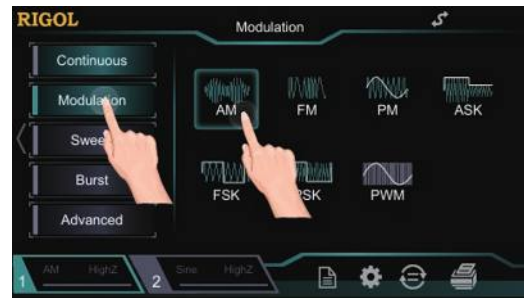 RIGOL
Modulation
Continuous
Modulation
Sweep
Burst
Advanced
AM FM PM ASK
FSK PSK PWM
1 AM HighZ
2 Sine HighZ